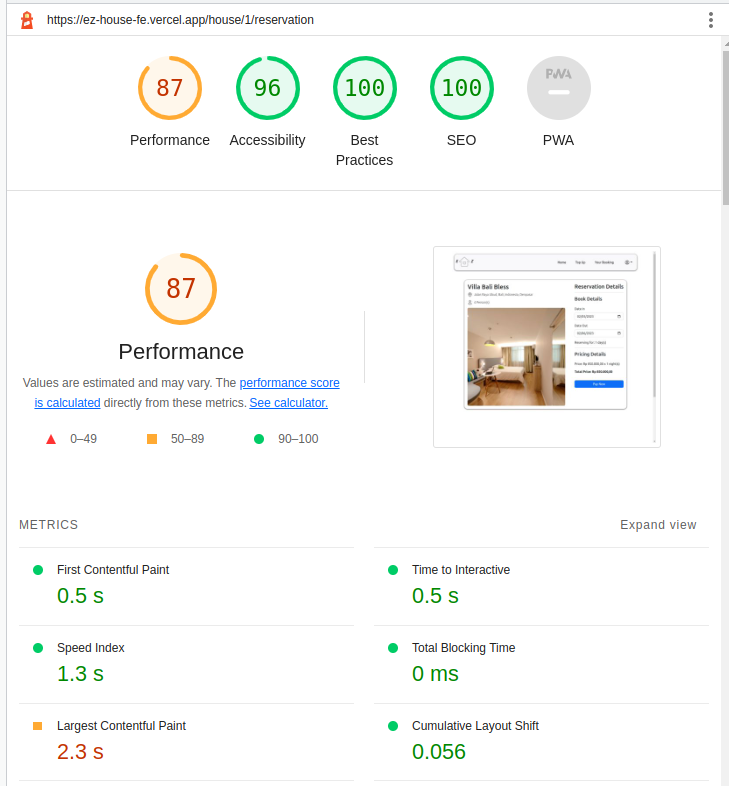 https://ez-house-fe.vercel.app/house/1/reservation
87
96
100
100
PWA
Performance
Accessibility
Best
Practices
SEO
PWA
87
Performance
Values are estimated and may vary. The performance score
is calculated directly from these metrics. See calculator.
0–49
50–89
90–100
Home
Top Up
Your Booking
Villa Bali Bless
Reservation Details
Book Details
Pricing Details
Pay Now
METRICS
Expand view
First Contentful Paint
0.5 s
Time to Interactive
0.5 s
Speed Index
1.3 s
Total Blocking Time
0 ms
Largest Contentful Paint
2.3 s
Cumulative Layout Shift
0.056